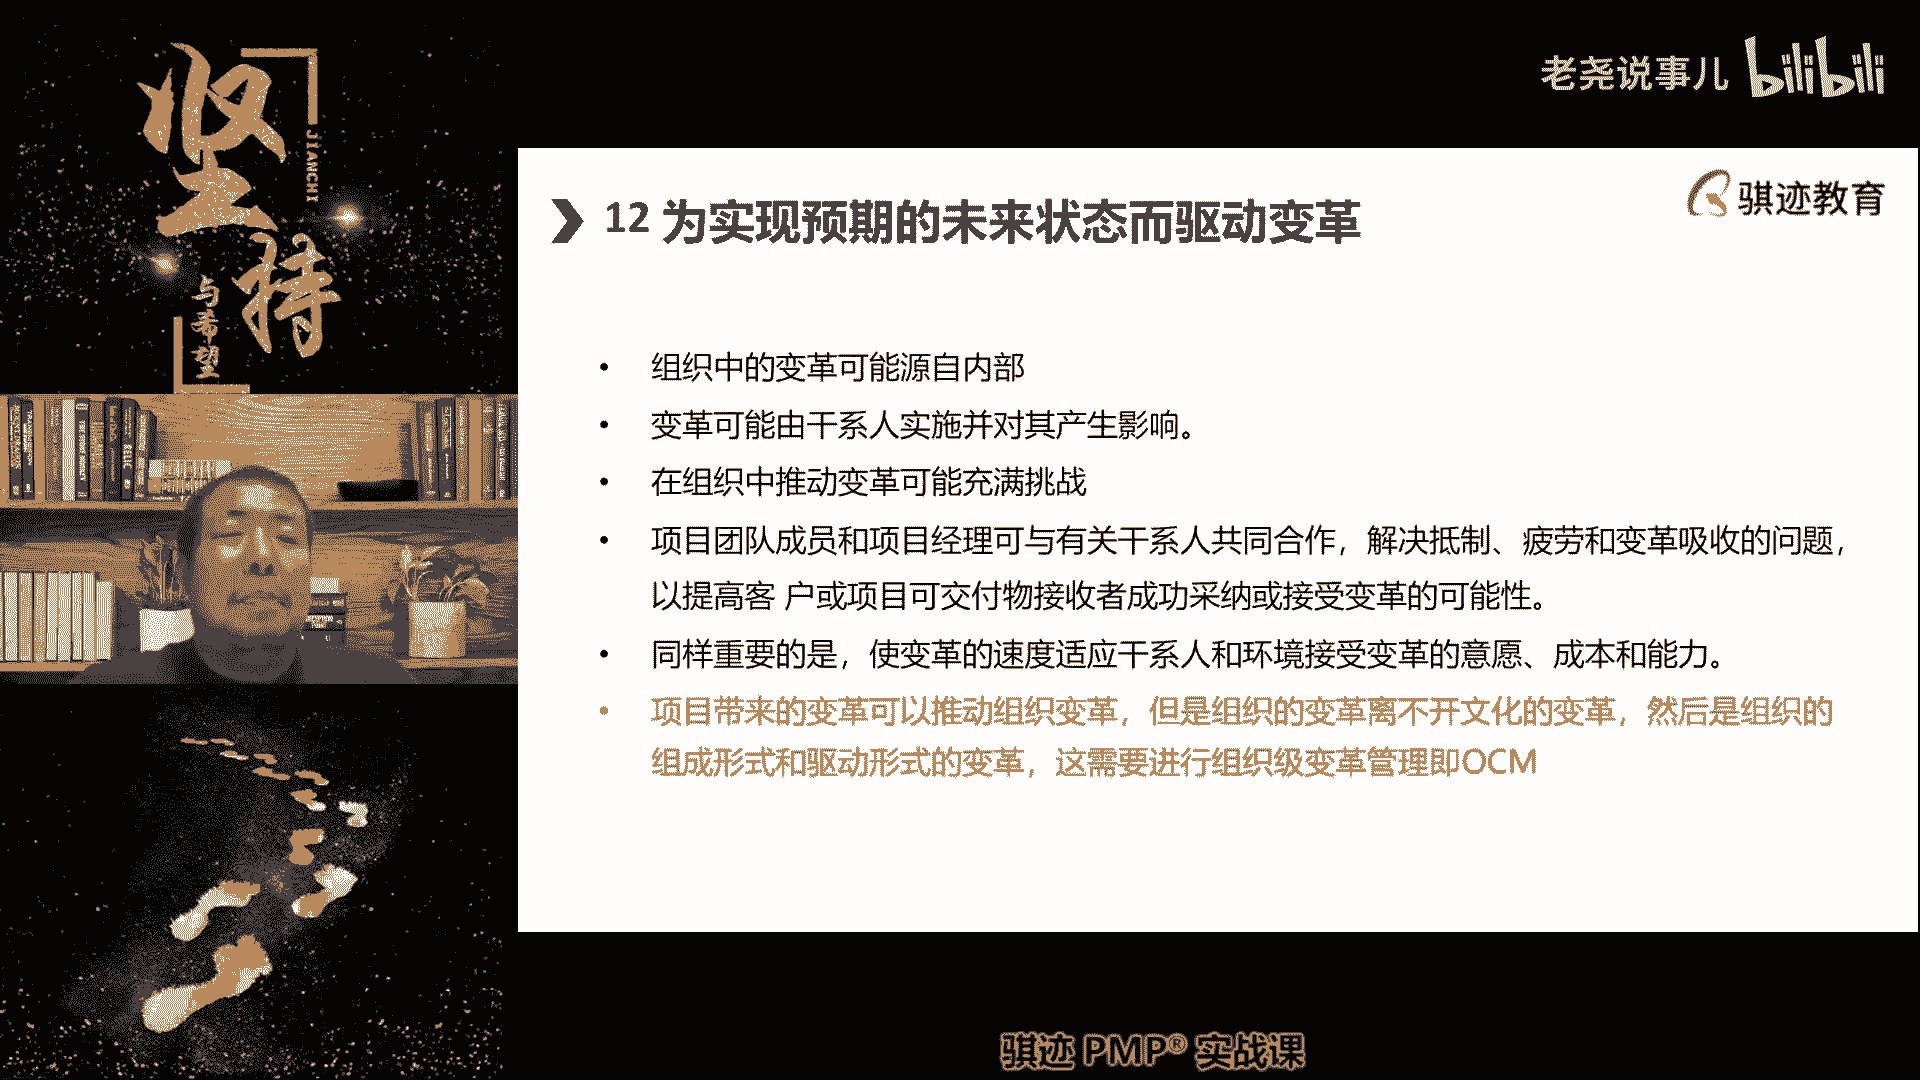 坚持
JIANCHI
与希望
老尧说事儿 bilibili
骐迹教育
12 为实现预期的未来状态而驱动变革
• 组织中的变革可能源自内部
• 变革可能由干系人实施并对其产生影响。
• 在组织中推动变革可能充满挑战
• 项目团队成员和项目经理可与有关干系人共同合作，解决抵制、疲劳和变革吸收的问题，
以提高客 户或项目可交付物接收者成功采纳或接受变革的可能性。
• 同样重要的是，使变革的速度适应干系人和环境接受变革的意愿、成本和能力。
• 项目带来的变革可以推动组织变革，但是组织的变革离不开文化的变革，然后是组织的
组成形式和驱动形式的变革，这需要进行组织级变革管理即OCM
骐迹 PMP® 实战课